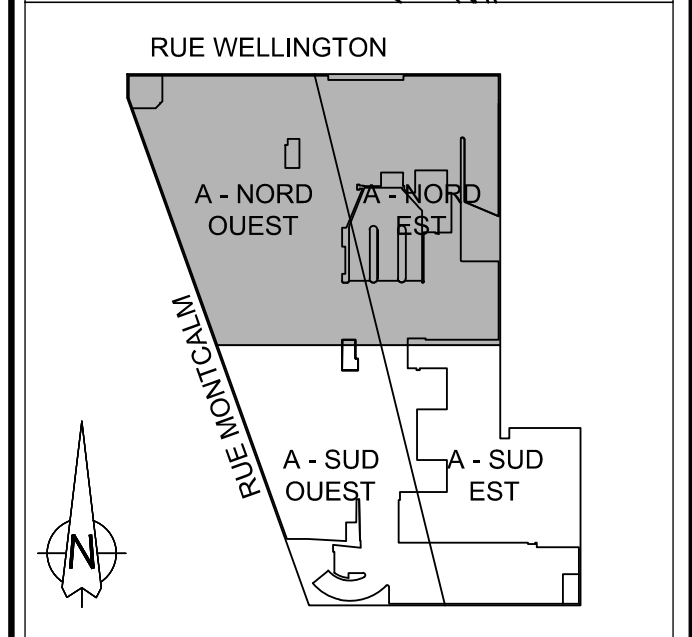 RUE WELLINGTON
A - NORD
OUEST
A - NORD
EST
RUE MONTCALM
A - SUD
OUEST
A - SUD
EST
N